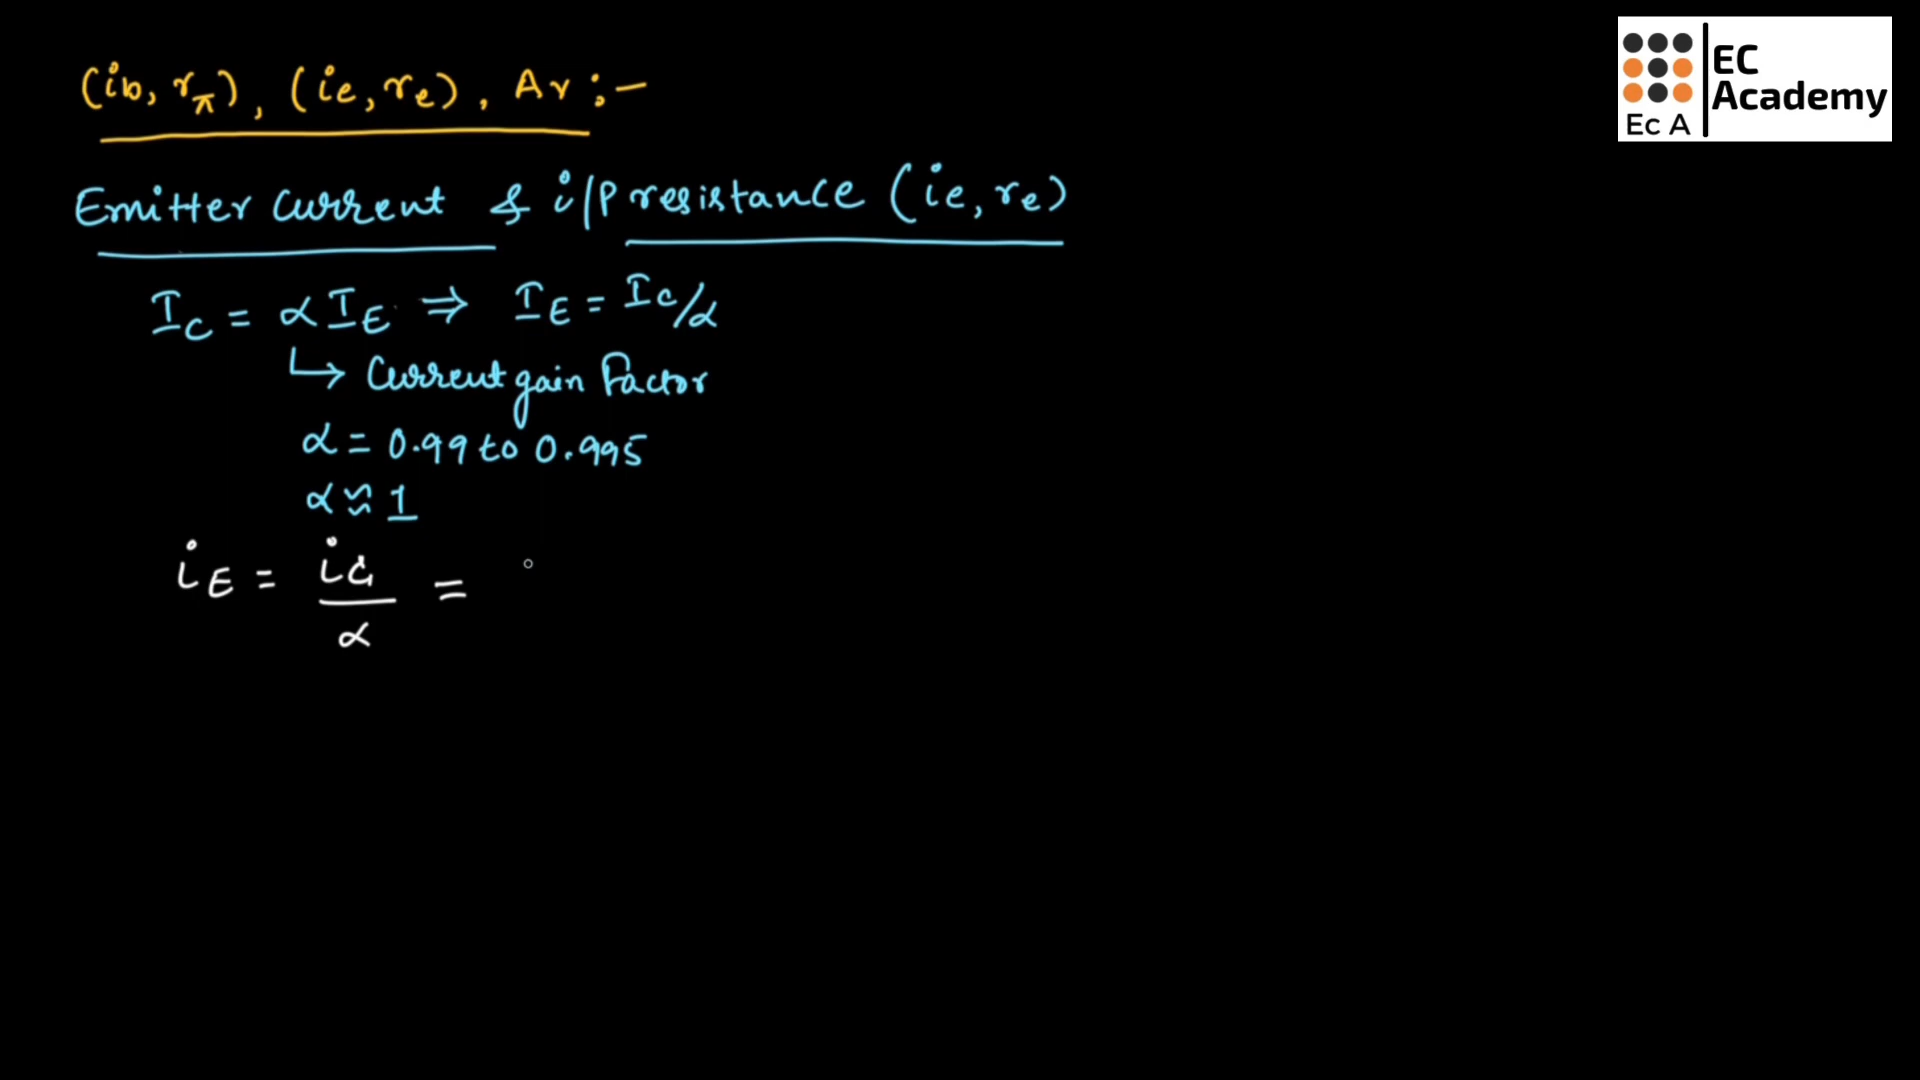 (ib, rπ), (ie, re), Av :-
EC
Academy
Ec A
Emitter current & i/p resistance (ie, re)
IC = αIE ⇒ IE = IC/α
↳ Current gain Factor
α = 0.99 to 0.995
α ≈ 1
iE = iC/α =